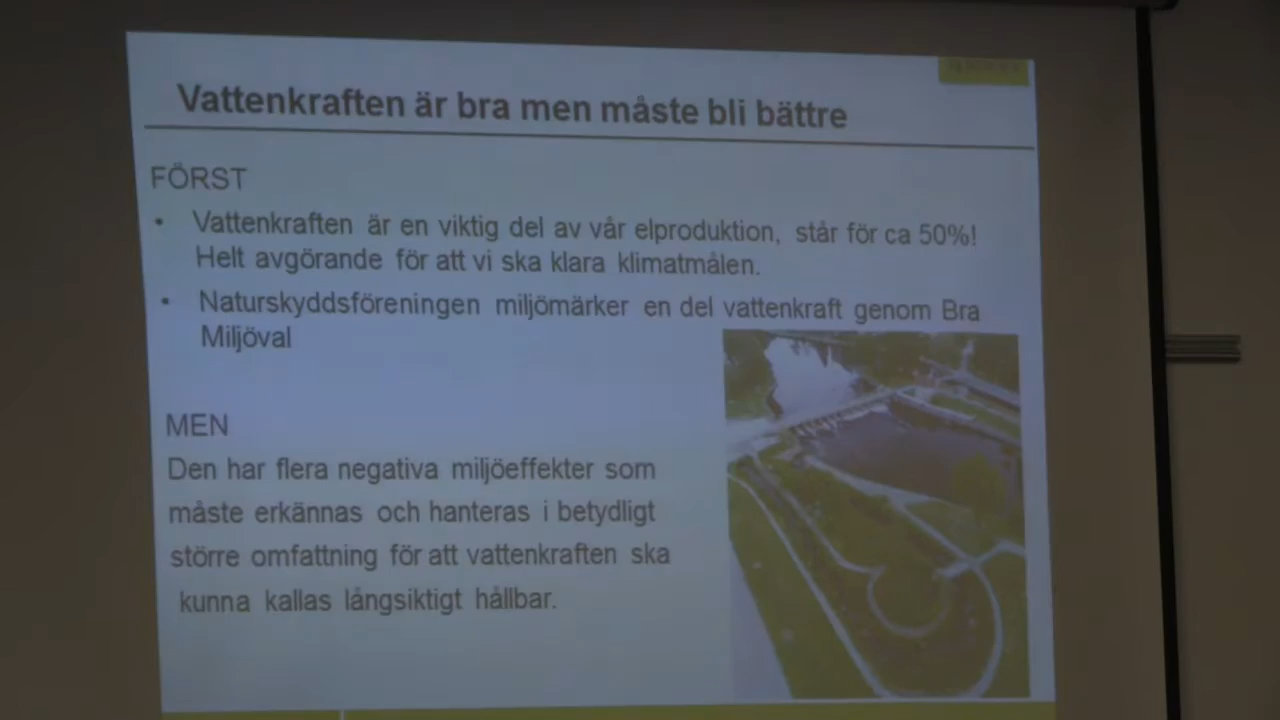 Vattenkraften är bra men måste bli bättre
FÖRST
• Vattenkraften är en viktig del av vår elproduktion, står för ca 50%!
Helt avgörande för att vi ska klara klimatmålen.
• Naturskyddsföreningen miljömärker en del vattenkraft genom Bra
Miljöval
MEN
Den har flera negativa miljöeffekter som
måste erkännas och hanteras i betydligt
större omfattning för att vattenkraften ska
kunna kallas långsiktigt hållbar.